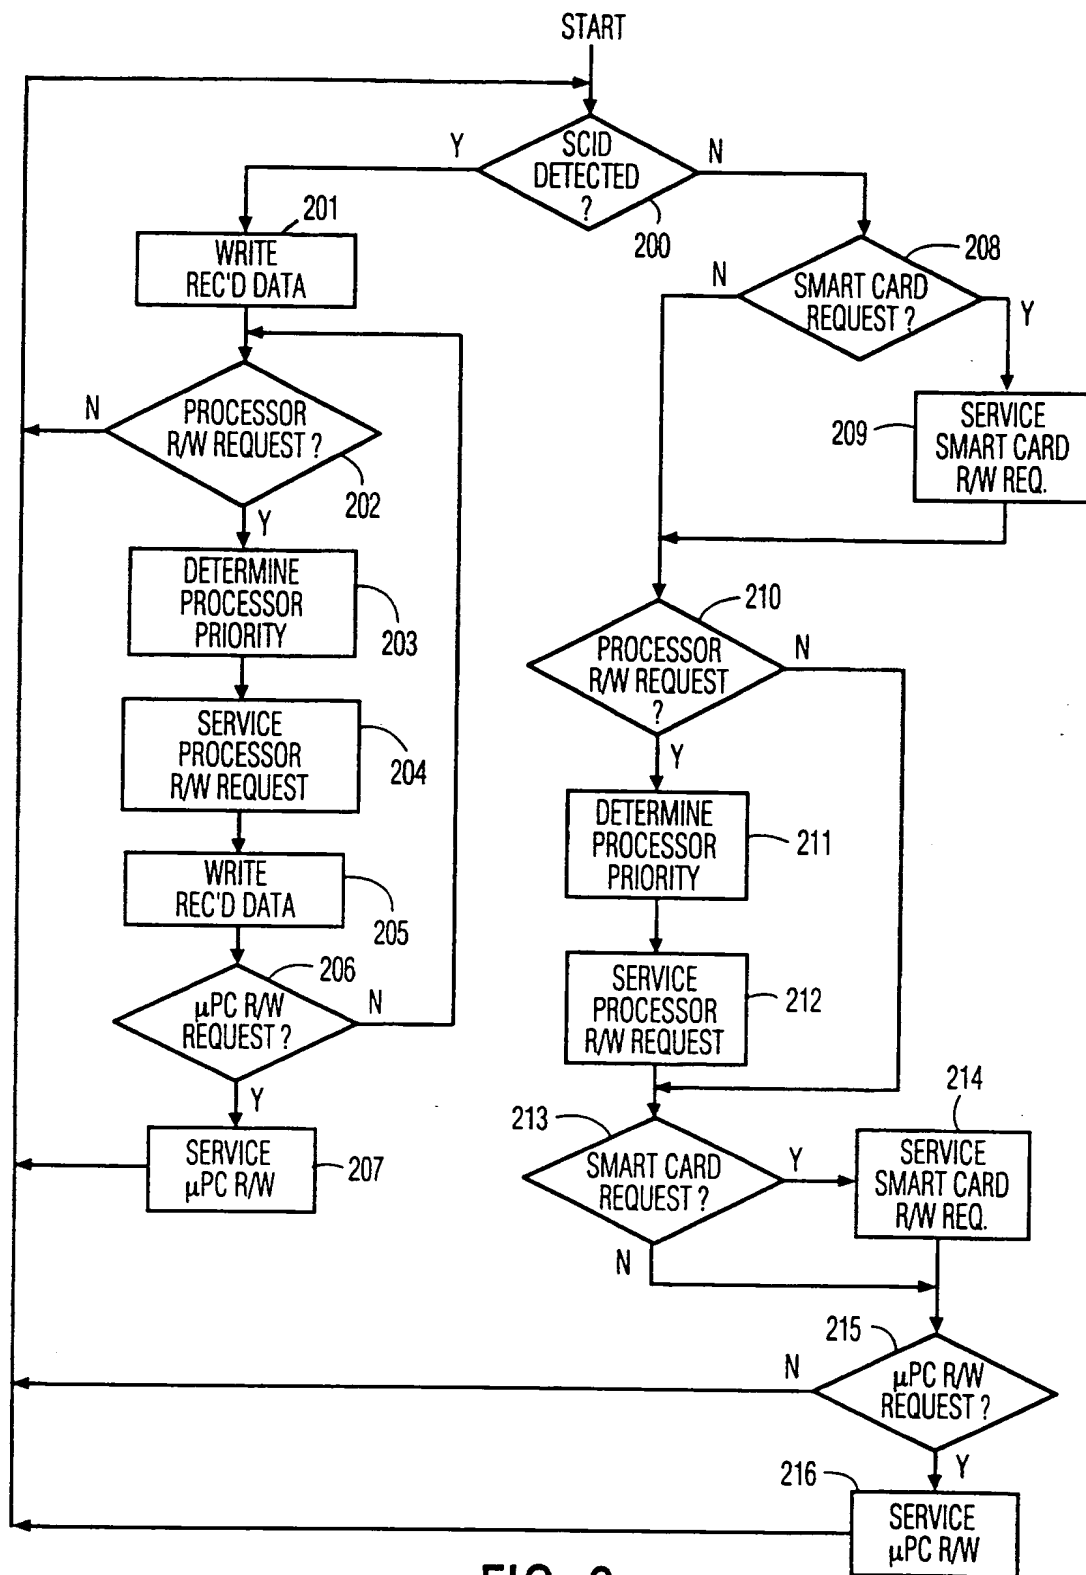 START
SCID
DETECTED
?
Y
N
200
201
WRITE
REC'D DATA
208
SMART CARD
REQUEST ?
N
Y
PROCESSOR
R/W REQUEST ?
N
202
Y
209
SERVICE
SMART CARD
R/W REQ.
DETERMINE
PROCESSOR
PRIORITY
203
210
PROCESSOR
R/W REQUEST
?
N
Y
SERVICE
PROCESSOR
R/W REQUEST
204
DETERMINE
PROCESSOR
PRIORITY
211
WRITE
REC'D DATA
205
206
µPC R/W
REQUEST ?
N
Y
SERVICE
PROCESSOR
R/W REQUEST
212
SERVICE
µPC R/W
207
213
SMART CARD
REQUEST ?
Y
N
214
SERVICE
SMART CARD
R/W REQ.
215
µPC R/W
REQUEST ?
N
Y
216
SERVICE
µPC R/W